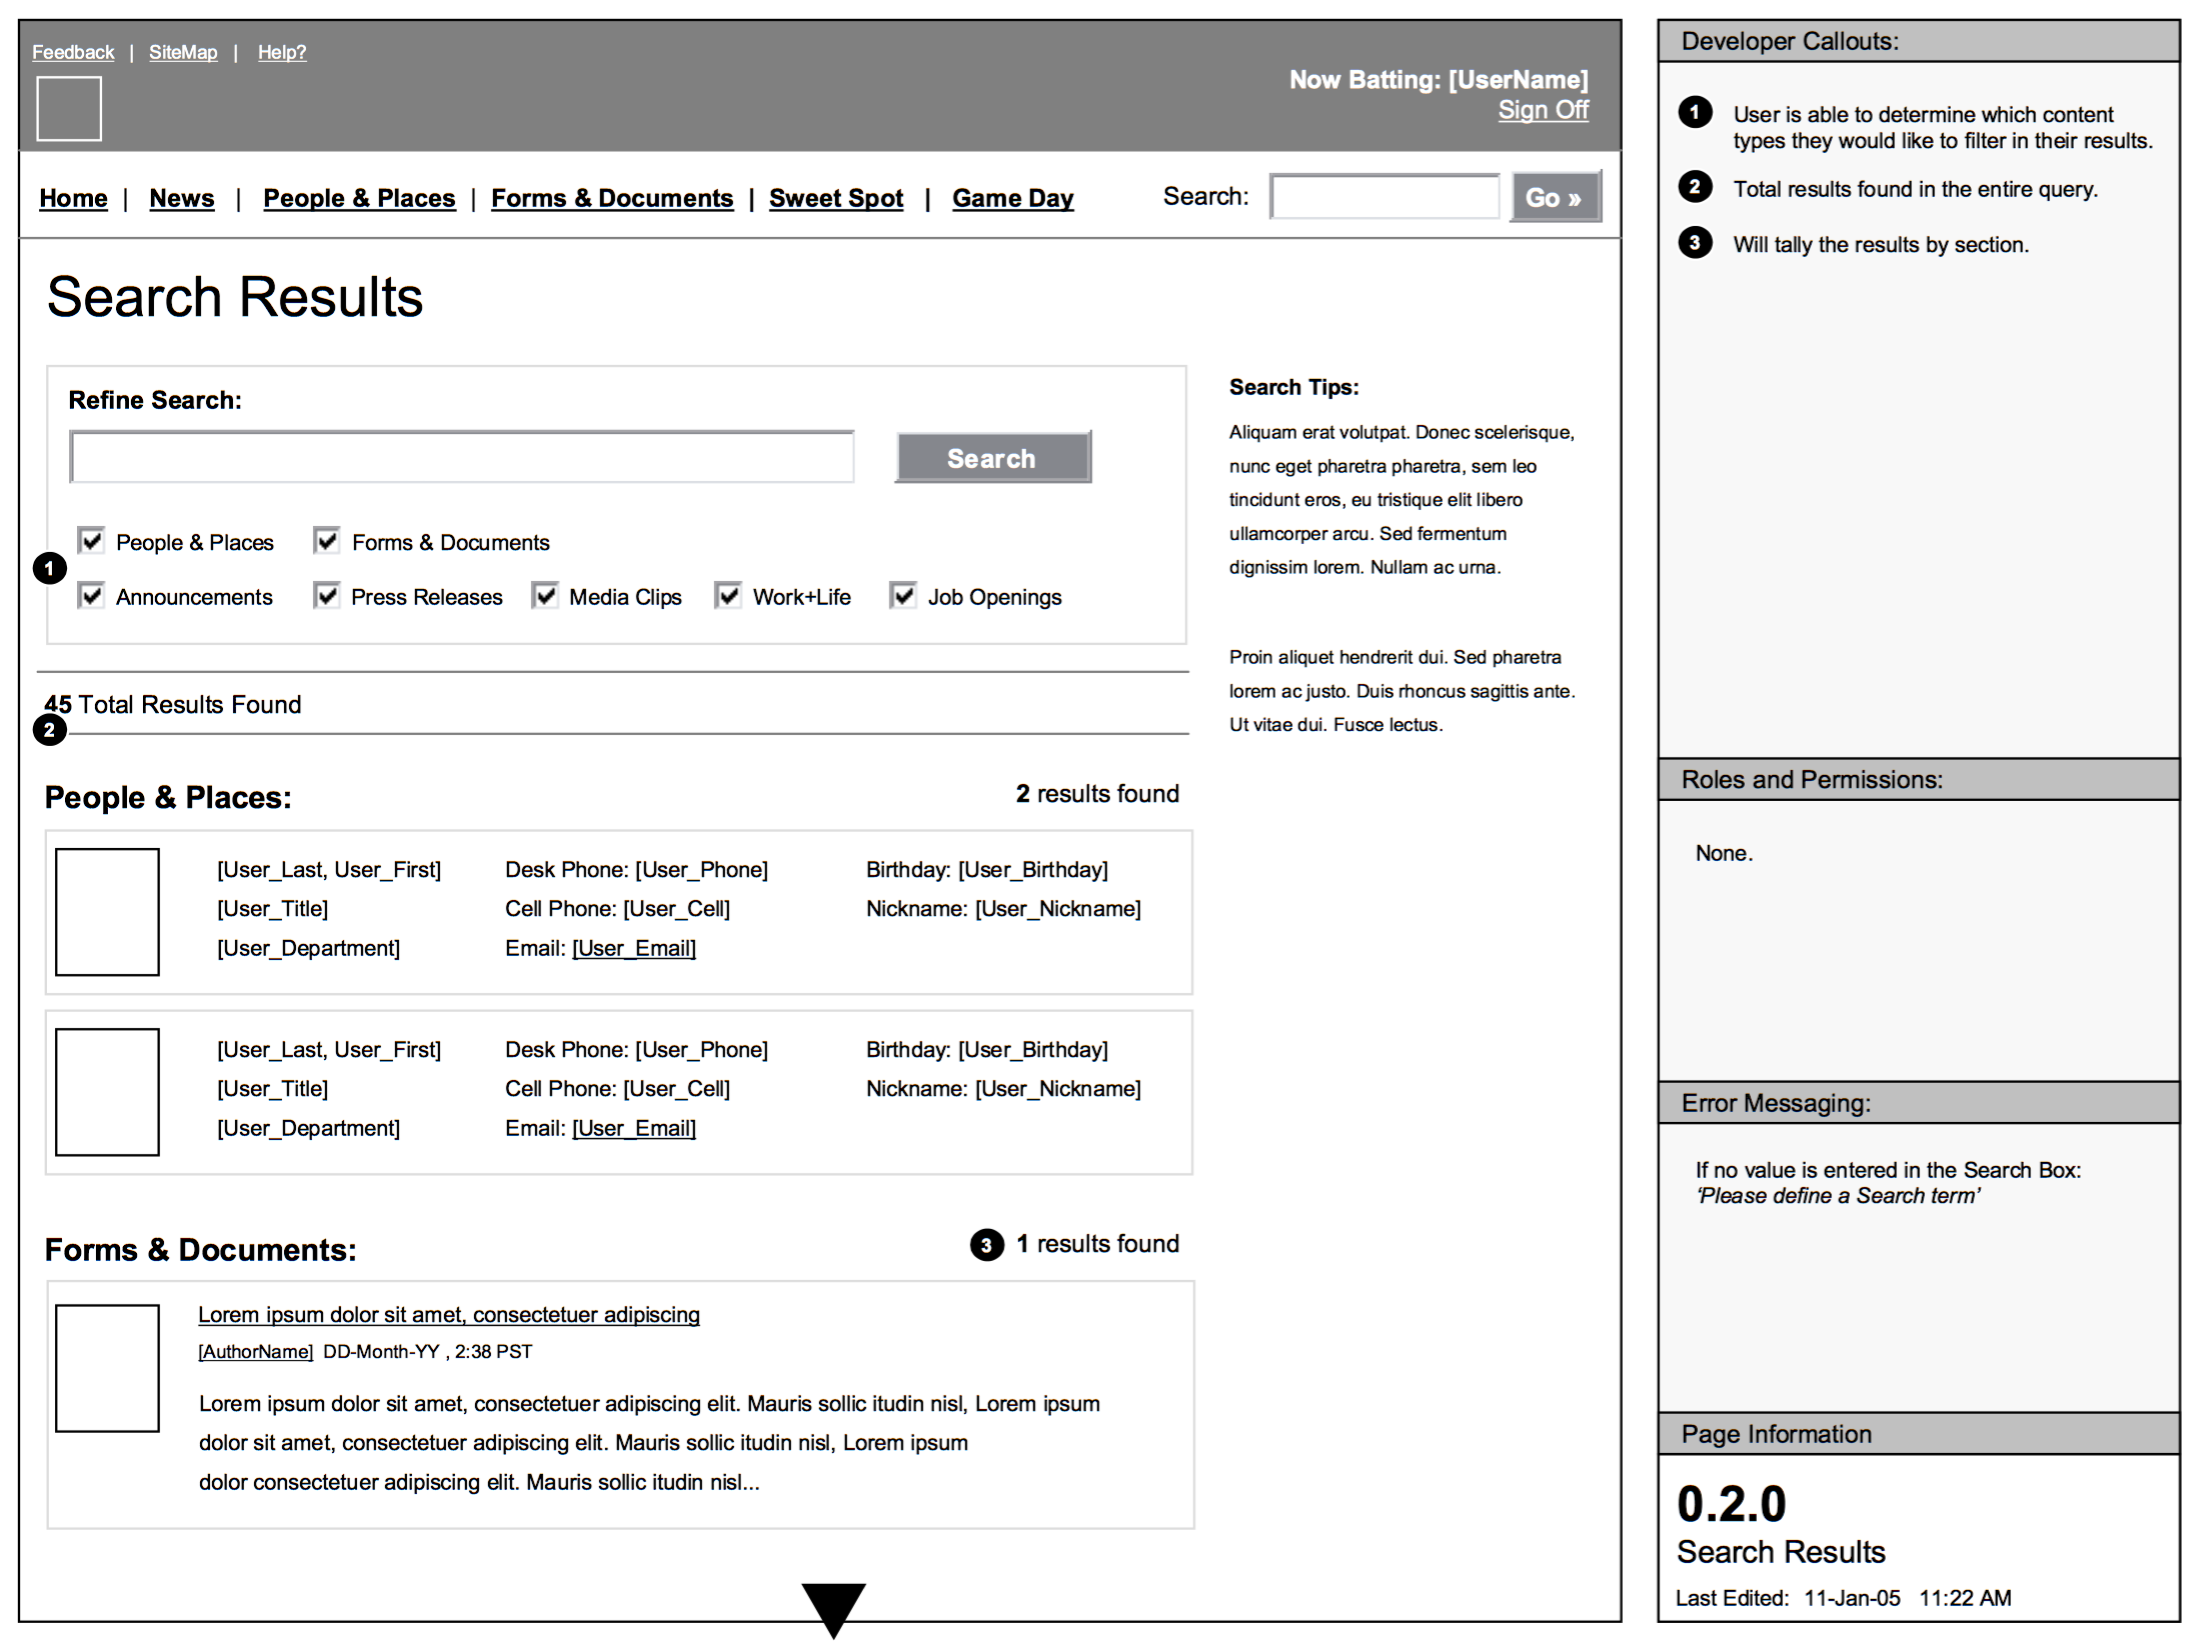 Feedback | SiteMap | Help?
Now Batting: [UserName]
Sign Off
Home | News | People & Places | Forms & Documents | Sweet Spot | Game Day
Search:
Go »
Search Results
Refine Search:
Search
People & Places
Forms & Documents
1
Announcements
Press Releases
Media Clips
Work+Life
Job Openings
45 Total Results Found
2
Search Tips:
Aliquam erat volutpat. Donec scelerisque,
nunc eget pharetra pharetra, sem leo
tincidunt eros, eu tristique elit libero
ullamcorper arcu. Sed fermentum
dignissim lorem. Nullam ac urna.
Proin aliquet hendrerit dui. Sed pharetra
lorem ac justo. Duis rhoncus sagittis ante.
Ut vitae dui. Fusce lectus.
People & Places:
2 results found
[User_Last, User_First]
[User_Title]
[User_Department]
Desk Phone: [User_Phone]
Cell Phone: [User_Cell]
Email: [User_Email]
Birthday: [User_Birthday]
Nickname: [User_Nickname]
[User_Last, User_First]
[User_Title]
[User_Department]
Desk Phone: [User_Phone]
Cell Phone: [User_Cell]
Email: [User_Email]
Birthday: [User_Birthday]
Nickname: [User_Nickname]
Forms & Documents:
3 1 results found
Lorem ipsum dolor sit amet, consectetuer adipiscing
[AuthorName] DD-Month-YY , 2:38 PST
Lorem ipsum dolor sit amet, consectetuer adipiscing elit. Mauris sollic itudin nisl, Lorem ipsum
dolor sit amet, consectetuer adipiscing elit. Mauris sollic itudin nisl, Lorem ipsum
dolor consectetuer adipiscing elit. Mauris sollic itudin nisl...
Developer Callouts:
1 User is able to determine which content
types they would like to filter in their results.
2 Total results found in the entire query.
3 Will tally the results by section.
Roles and Permissions:
None.
Error Messaging:
If no value is entered in the Search Box:
‘Please define a Search term’
Page Information
0.2.0
Search Results
Last Edited: 11-Jan-05 11:22 AM